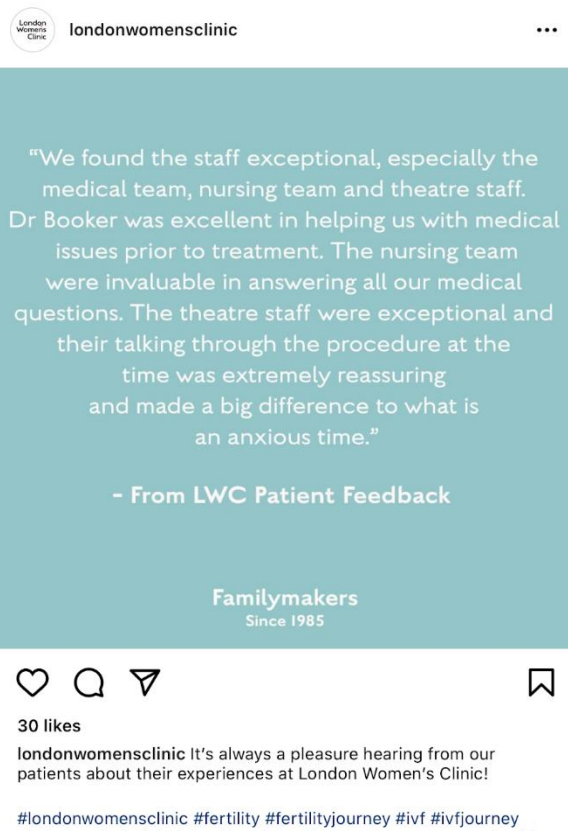 London
Womens
Clinic
londonwomensclinic
“We found the staff exceptional, especially the
medical team, nursing team and theatre staff.
Dr Booker was excellent in helping us with medical
issues prior to treatment. The nursing team
were invaluable in answering all our medical
questions. The theatre staff were exceptional and
their talking through the procedure at the
time was extremely reassuring
and made a big difference to what is
an anxious time.”
- From LWC Patient Feedback
Familymakers
Since 1985
30 likes
londonwomensclinic It’s always a pleasure hearing from our
patients about their experiences at London Women’s Clinic!
#londonwomensclinic #fertility #fertilityjourney #ivf #ivfjourney